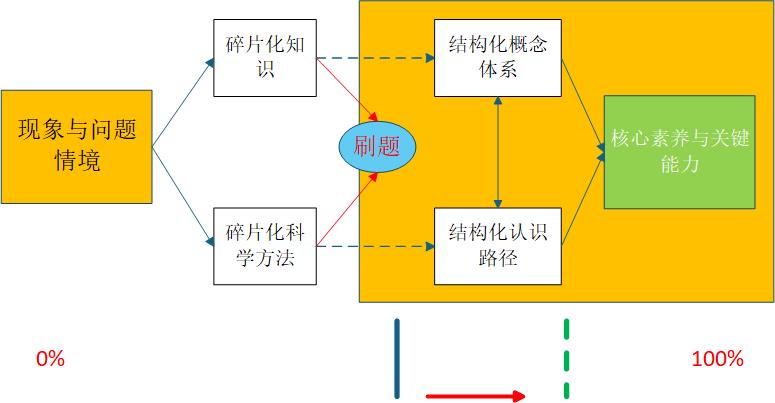 碎片化知
识
结构化概念
体系
现象与问题
情境
刷题
核心素养与关键
能力
碎片化科
学方法
结构化认识
路径
0%
100%